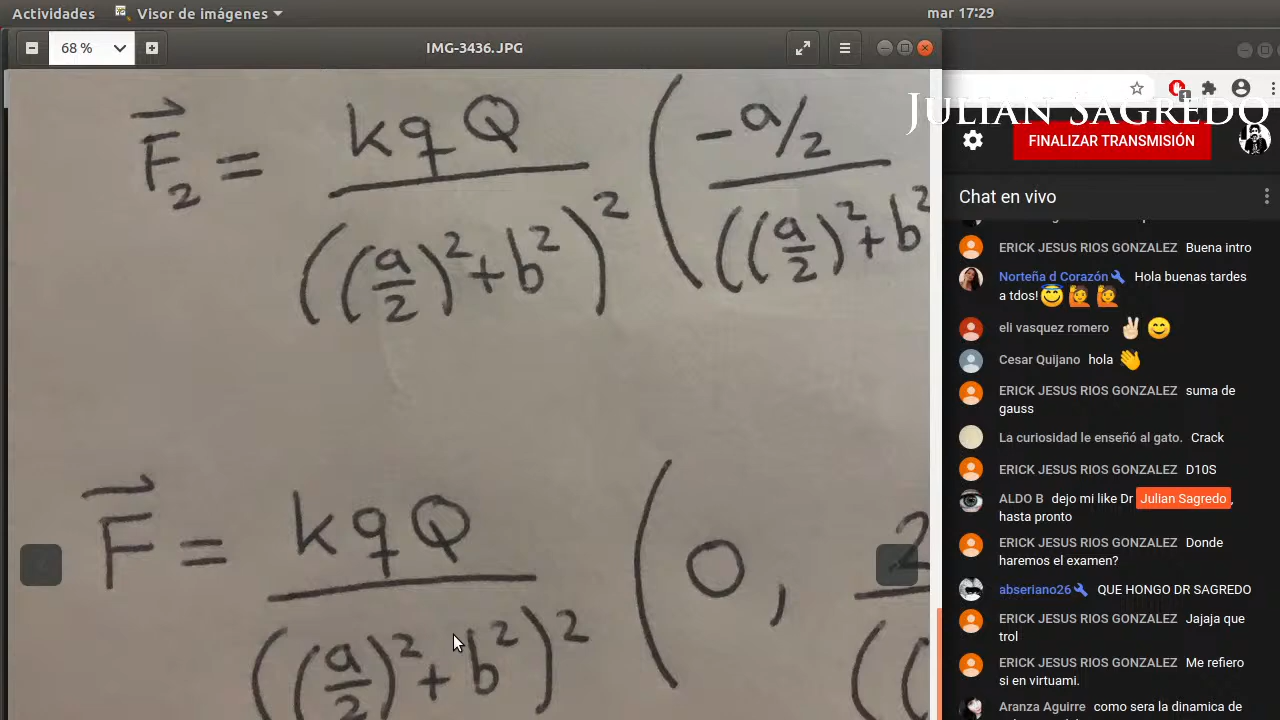 Actividades Visor de imágenes mar 17:29
68 % IMG-3436.JPG
JULIAN SAGREDO
FINALIZAR TRANSMISIÓN
Chat en vivo
F₂ = kqQ / ((a/2)² + b²)² ( -a/2 / ((a/2)² + b²
F = kqQ / ((a/2)² + b²)² ( 0, 2 / ((
ERICK JESUS RIOS GONZALEZ Buena intro
Norteña d Corazón Hola buenas tardes
a tdos!😇🙋🙋
eli vasquez romero ✌🏻😊
Cesar Quijano hola 👋
ERICK JESUS RIOS GONZALEZ suma de
gauss
La curiosidad le enseñó al gato. Crack
ERICK JESUS RIOS GONZALEZ D10S
ALDO B dejo mi like Dr Julian Sagredo ,
hasta pronto
ERICK JESUS RIOS GONZALEZ Donde
haremos el examen?
abseriano26 QUE HONGO DR SAGREDO
ERICK JESUS RIOS GONZALEZ Jajaja que
trol
ERICK JESUS RIOS GONZALEZ Me refiero
si en virtuami.
Aranza Aguirre como sera la dinamica de